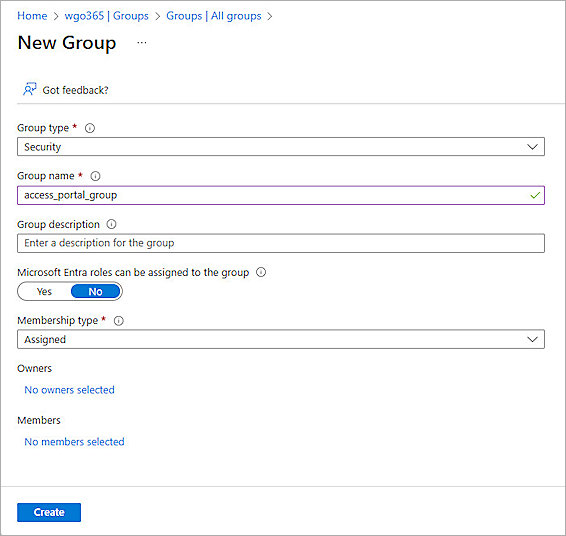 Home > wgo365 | Groups > Groups | All groups >
New Group ...
Got feedback?
Group type *
Security
Group name *
access_portal_group
Group description
Enter a description for the group
Microsoft Entra roles can be assigned to the group
Yes No
Membership type *
Assigned
Owners
No owners selected
Members
No members selected
Create